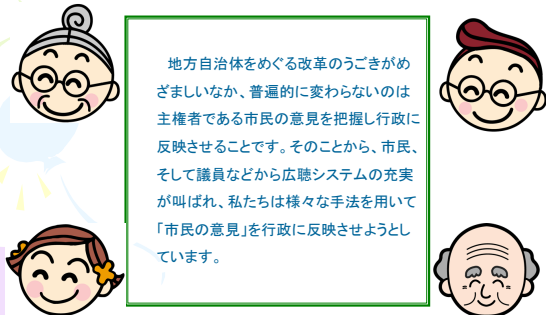 地方自治体をめぐる改革のうごきがめ
ざましいなか、普遍的に変わらないのは
主権者である市民の意見を把握し行政に
反映させることです。そのことから、市民、
そして議員などから広聴システムの充実
が叫ばれ、私たちは様々な手法を用いて
「市民の意見」を行政に反映させようとし
ています。